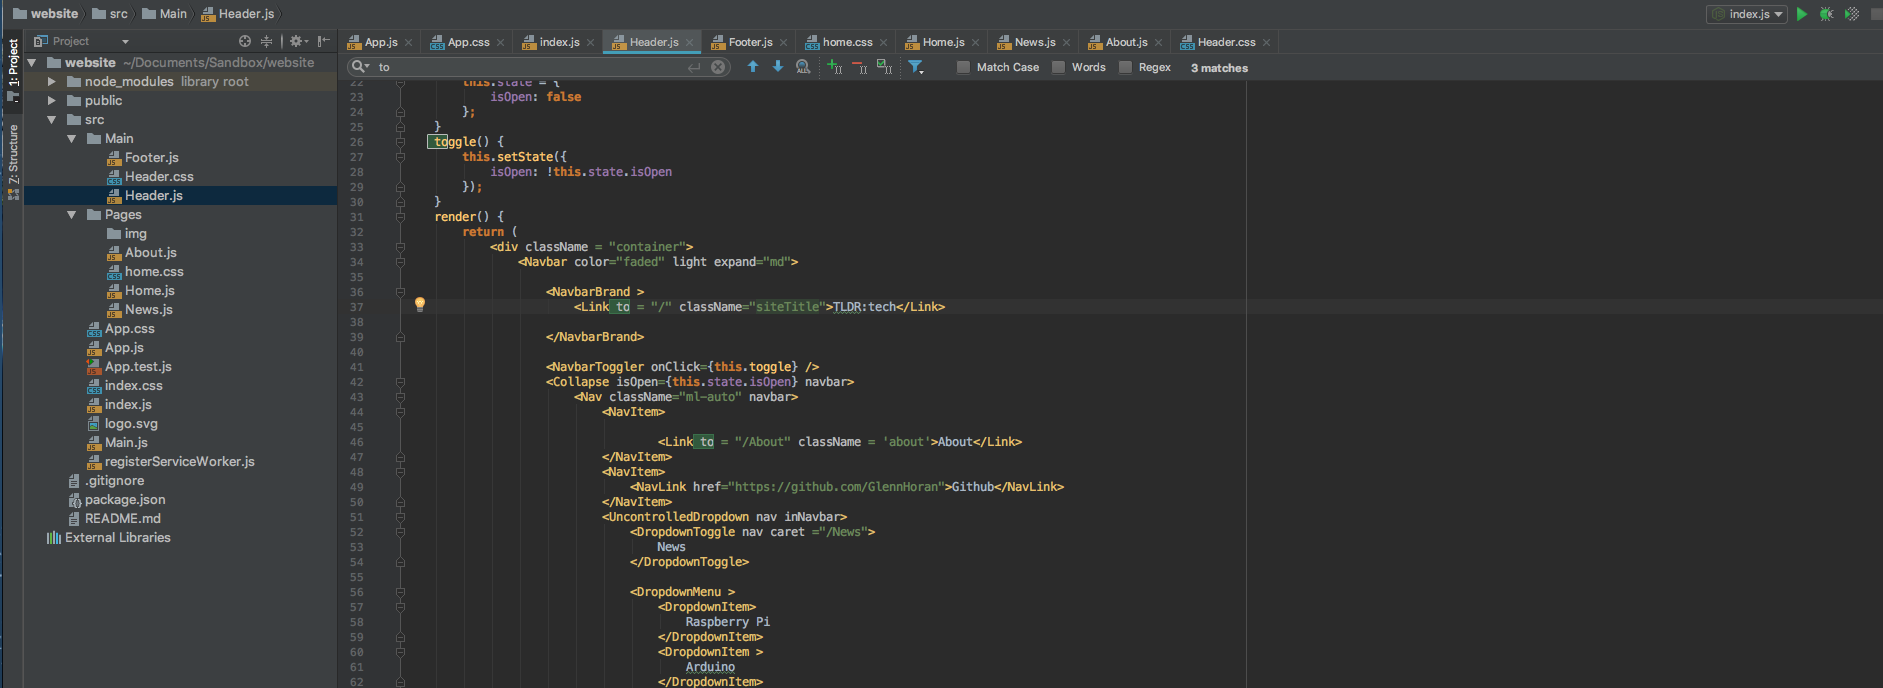 website src Main Header.js index.js
Project
App.js App.css index.js Header.js Footer.js home.css Home.js News.js About.js Header.css
to Match Case Words Regex 3 matches
1: Project
7: Structure
website ~/Documents/Sandbox/website
node_modules library root
public
src
Main
Footer.js
Header.css
Header.js
Pages
img
About.js
home.css
Home.js
News.js
App.css
App.js
App.test.js
index.css
index.js
logo.svg
Main.js
registerServiceWorker.js
.gitignore
package.json
README.md
External Libraries
22 this.state = {
23 isOpen: false
24 };
25 }
26 toggle() {
27 this.setState({
28 isOpen: !this.state.isOpen
29 });
30 }
31 render() {
32 return (
33 <div className = "container">
34 <Navbar color="faded" light expand="md">
35
36 <NavbarBrand >
37 <Link to = "/" className="siteTitle">TLDR:tech</Link>
38
39 </NavbarBrand>
40
41 <NavbarToggler onClick={this.toggle} />
42 <Collapse isOpen={this.state.isOpen} navbar>
43 <Nav className="ml-auto" navbar>
44 <NavItem>
45
46 <Link to = "/About" className = 'about'>About</Link>
47 </NavItem>
48 <NavItem>
49 <NavLink href="https://github.com/GlennHoran">Github</NavLink>
50 </NavItem>
51 <UncontrolledDropdown nav inNavbar>
52 <DropdownToggle nav caret ="/News">
53 News
54 </DropdownToggle>
55
56 <DropdownMenu >
57 <DropdownItem>
58 Raspberry Pi
59 </DropdownItem>
60 <DropdownItem >
61 Arduino
62 </DropdownItem>